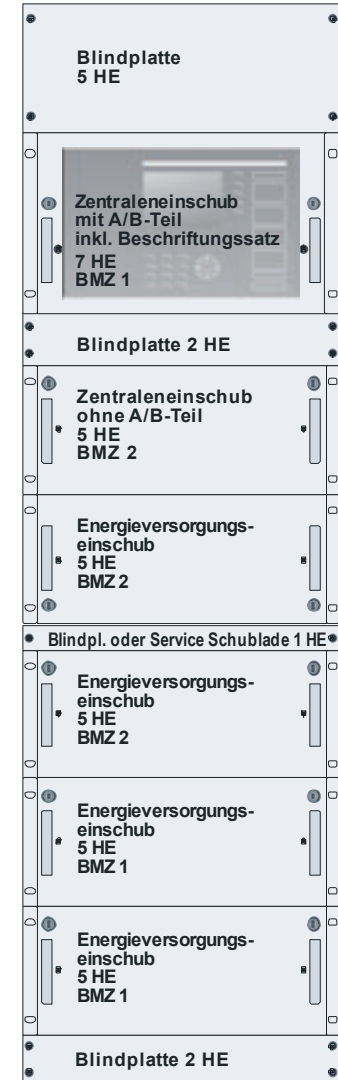 Blindplatte
5 HE
Zentraleneinschub
mit A/B-Teil
inkl. Beschriftungssatz
7 HE
BMZ 1
Blindplatte 2 HE
Zentraleneinschub
ohne A/B-Teil
5 HE
BMZ 2
Energieversorgungs-
einschub
5 HE
BMZ 2
Blindpl. oder Service Schublade 1 HE
Energieversorgungs-
einschub
5 HE
BMZ 2
Energieversorgungs-
einschub
5 HE
BMZ 1
Energieversorgungs-
einschub
5 HE
BMZ 1
Blindplatte 2 HE